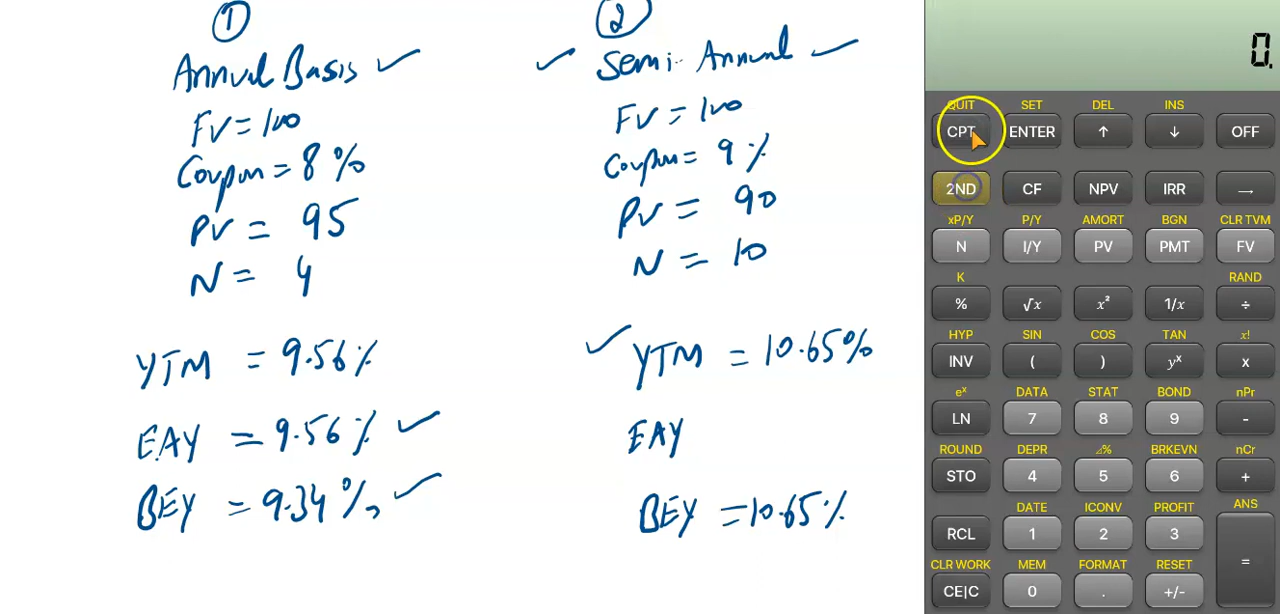 1
Annual Basis
FV = 100
Coupon = 8%
PV = 95
N = 4
YTM = 9.56%
EAY = 9.56%
BEY = 9.34%
2
Semi-Annual
FV = 100
Coupon = 9%
PV = 90
N = 10
YTM = 10.65%
EAY
BEY = 10.65%
0.
QUIT SET DEL INS
CPT ENTER ↑ ↓ OFF
2ND CF NPV IRR →
xP/Y P/Y AMORT BGN CLR TVM
N I/Y PV PMT FV
K RAND
% √x x² 1/x ÷
HYP SIN COS TAN x!
INV ( ) yˣ x
eˣ DATA STAT BOND nPr
LN 7 8 9 -
ROUND DEPR ⊿% BRKEVN nCr
STO 4 5 6 +
DATE ICONV PROFIT ANS
RCL 1 2 3
CLR WORK MEM FORMAT RESET
CE|C 0 . +/- =